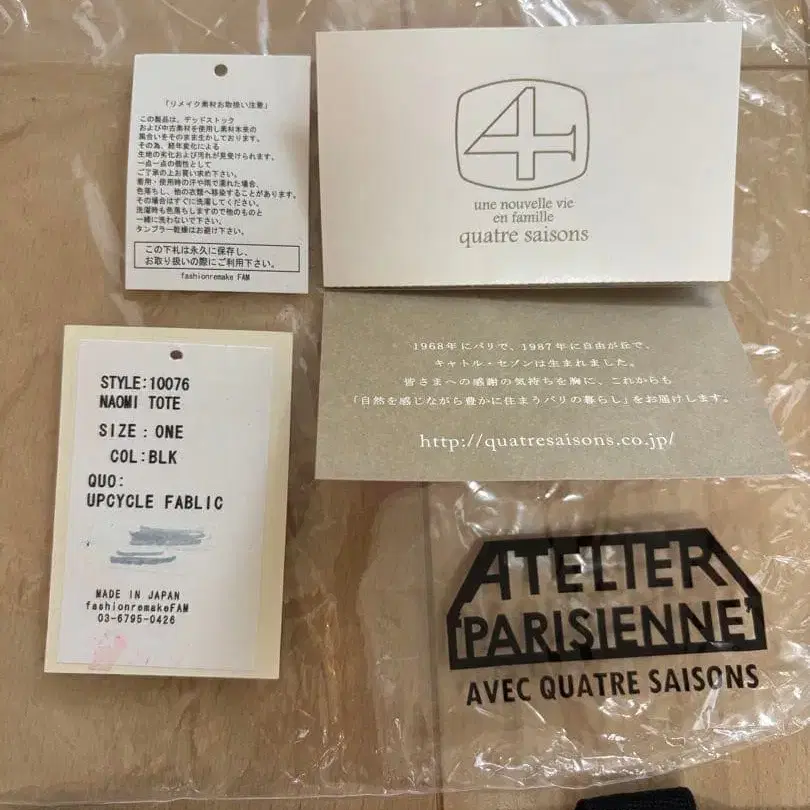 「リメイク素材お取扱い注意」
この製品は、デッドストック
および中古素材を使用し素材本来の
風合いをそのまま生かしております。
その為、経年変化による
生地の劣化および汚れが見受けられます。
一点一点の個性として
ご了承の上お買い求め下さい。
着用・使用時の汗や雨で濡れた場合、
色落ちし、他の衣類へ移染することがあります。
その場合はすぐに洗濯してください。
洗濯時も色落ちしますので他のものと
一緒に洗わないで下さい。
タンブラー乾燥はお避け下さい。
この下札は永久に保存し、
お取り扱いの際にご利用下さい。
fashionremake FAM
4
une nouvelle vie
en famille
quatre saisons
1968年にパリで、1987年に自由が丘で、
キャトル・セゾンは生まれました。
皆さまへの感謝の気持ちを胸に、これからも
「自然を感じながら豊かに住まうパリの暮らし」をお届けします。
http://quatresaisons.co.jp/
STYLE:10076
NAOMI TOTE
SIZE:ONE
COL:BLK
QUO:
UPCYCLE FABLIC
MADE IN JAPAN
fashionremakeFAM
03-6795-0426
ATELIER
PARISIENNE
AVEC QUATRE SAISONS